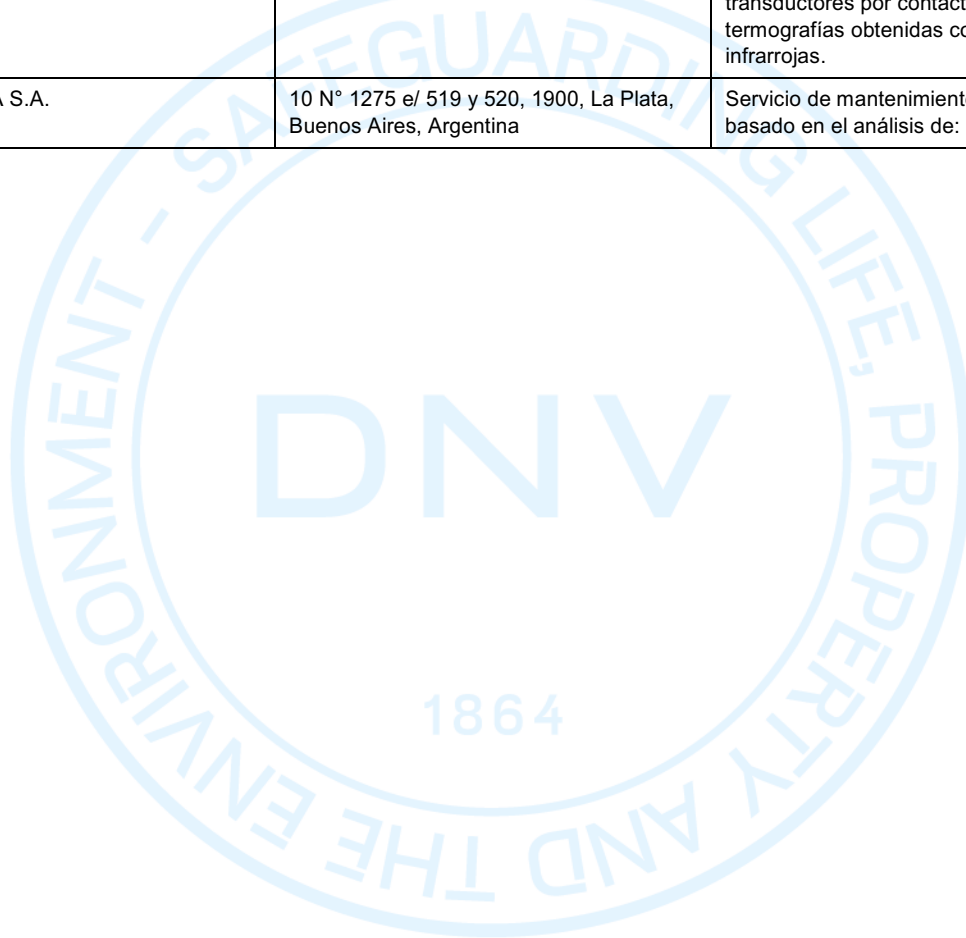 transductores por contact
termografías obtenidas co
infrarrojas.
A S.A.
10 N° 1275 e/ 519 y 520, 1900, La Plata,
Buenos Aires, Argentina
Servicio de mantenimient
basado en el análisis de:
SAFEGUARDING LIFE, PROPERTY AND THE ENVIRONMENT -
DNV
1864